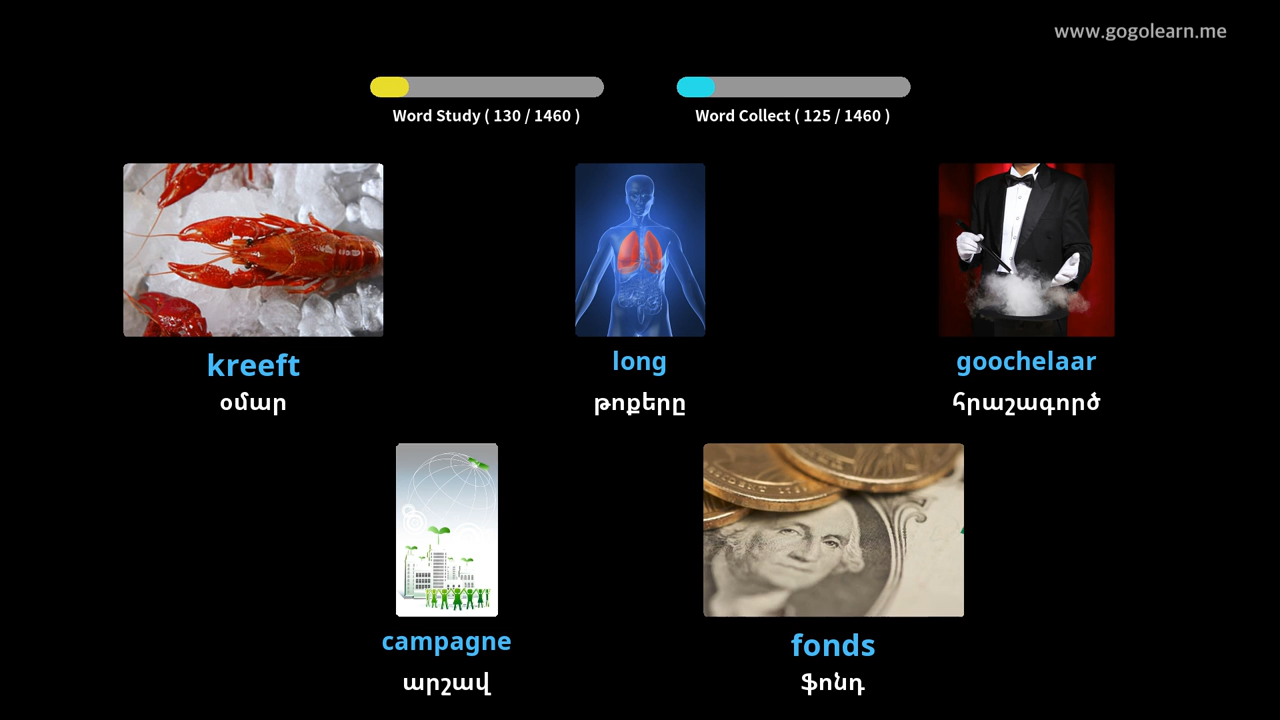 www.gogolearn.me
Word Study ( 130 / 1460 )
Word Collect ( 125 / 1460 )
kreeft
long
goochelaar
օմար
թոքերը
հրաշագործ
campagne
fonds
արշավ
ֆոնդ